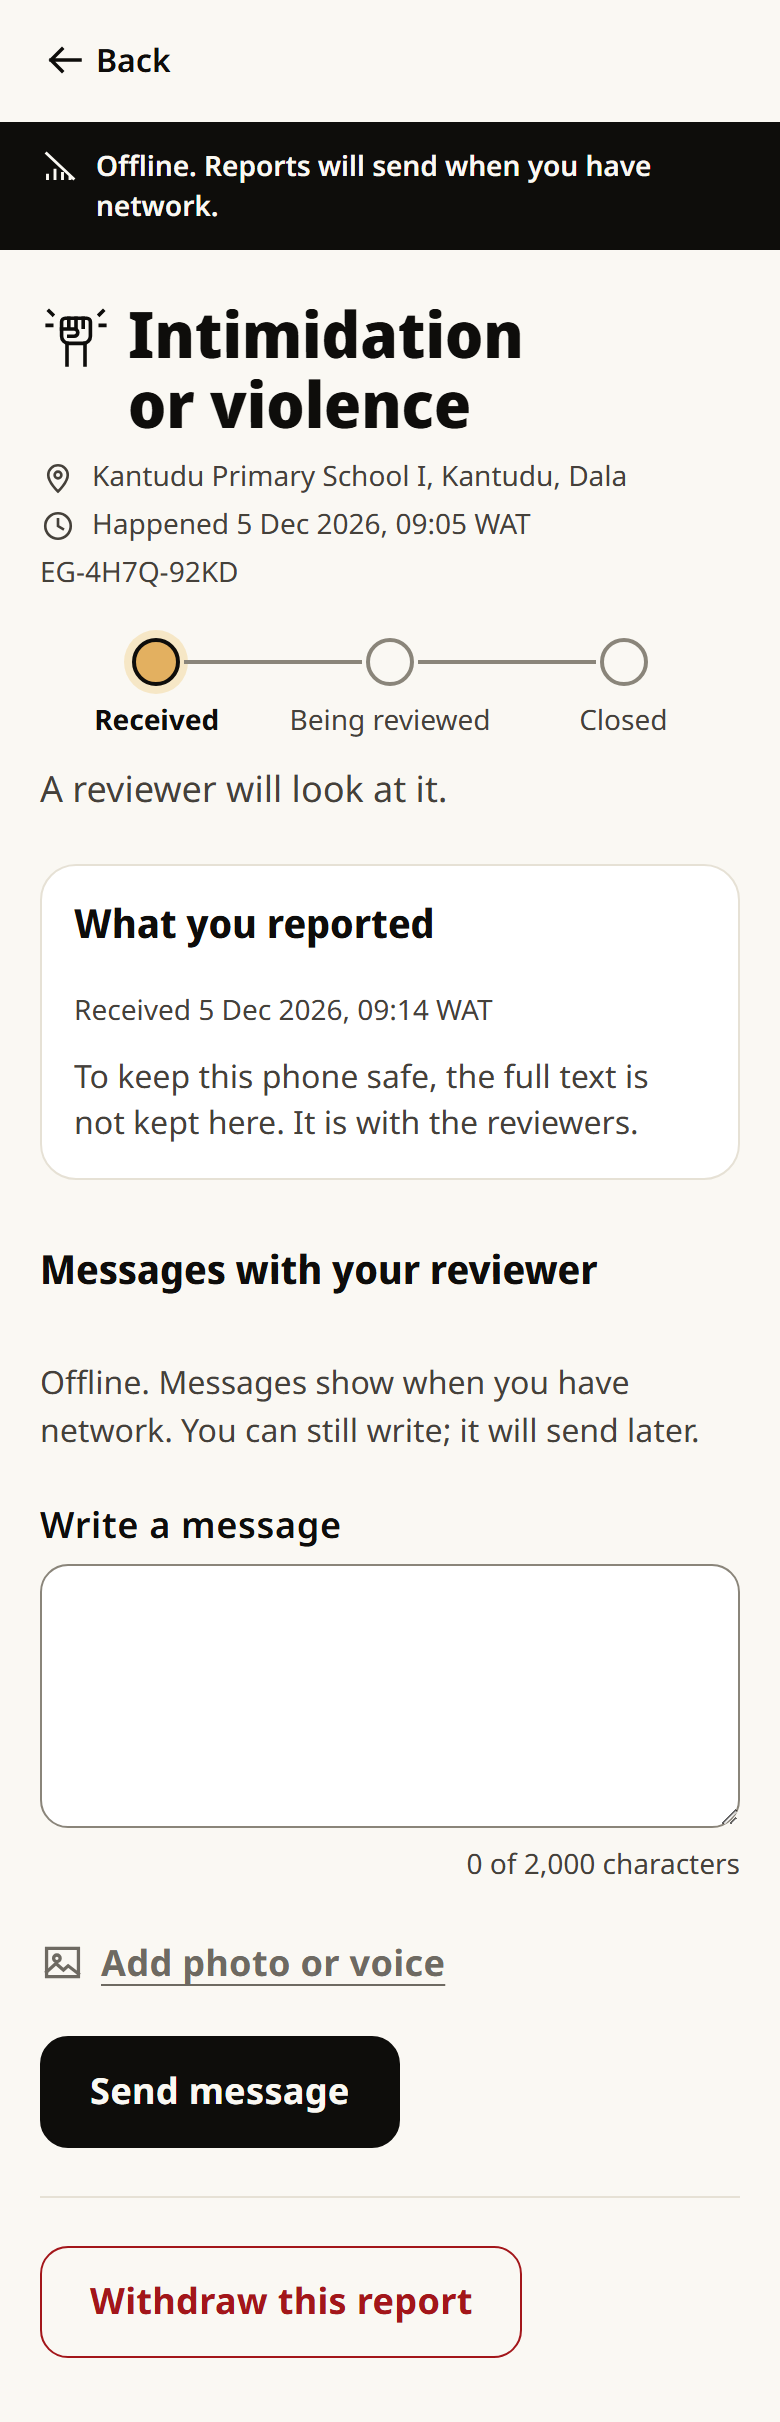 Back
Offline. Reports will send when you have
network.
Intimidation
or violence
Kantudu Primary School I, Kantudu, Dala
Happened 5 Dec 2026, 09:05 WAT
EG-4H7Q-92KD
Received
Being reviewed
Closed
A reviewer will look at it.
What you reported
Received 5 Dec 2026, 09:14 WAT
To keep this phone safe, the full text is
not kept here. It is with the reviewers.
Messages with your reviewer
Offline. Messages show when you have
network. You can still write; it will send later.
Write a message
0 of 2,000 characters
Add photo or voice
Send message
Withdraw this report